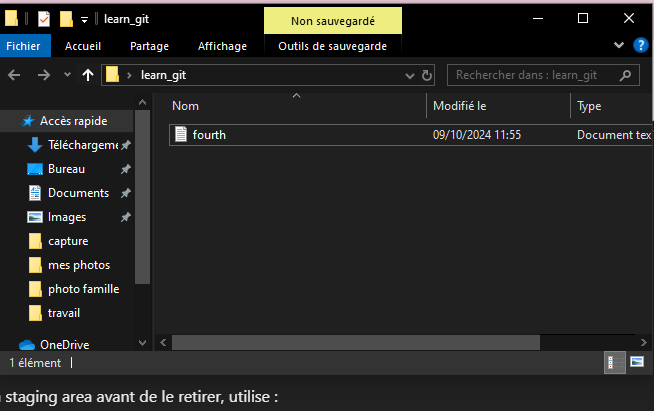 learn_git
Non sauvegardé
Fichier
Accueil
Partage
Affichage
Outils de sauvegarde
learn_git
Rechercher dans : learn_git
Nom
Modifié le
Type
Accès rapide
Téléchargeme
Bureau
Documents
Images
capture
mes photos
photo famille
travail
OneDrive
fourth
09/10/2024 11:55
Document tex
1 élément
staging area avant de le retirer, utilise :